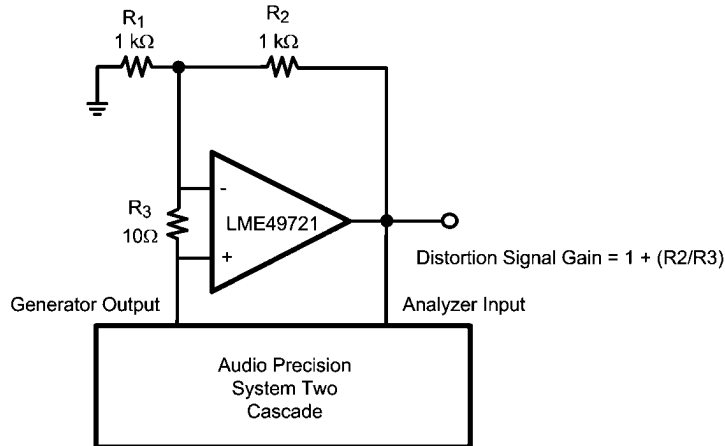 R1
1 kΩ
R2
1 kΩ
R3
10Ω
-
LME49721
+
Distortion Signal Gain = 1 + (R2/R3)
Generator Output
Analyzer Input
Audio Precision
System Two
Cascade